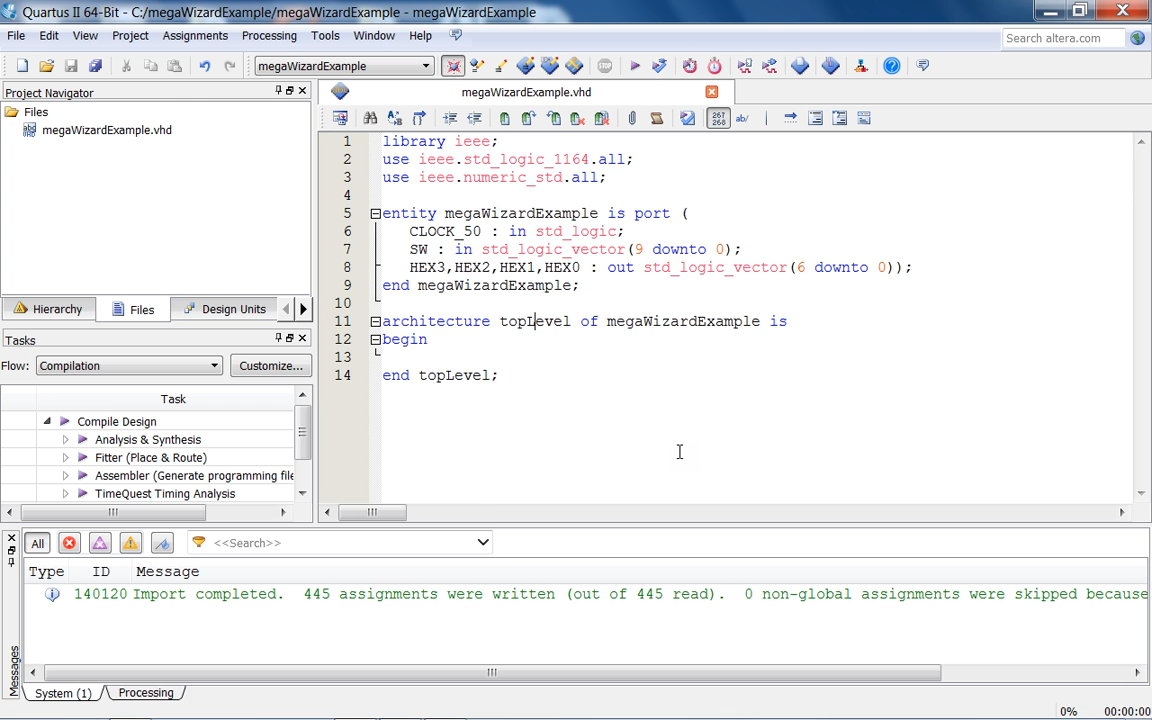 Quartus II 64-Bit - C:/megaWizardExample/megaWizardExample - megaWizardExample
File Edit View Project Assignments Processing Tools Task Window Help
Search altera.com
megaWizardExample
Project Navigator
megaWizardExample.vhd
Files
megaWizardExample.vhd
267
268
ab/
1 library ieee;
2 use ieee.std_logic_1164.all;
3 use ieee.numeric_std.all;
4
5 entity megaWizardExample is port (
6 CLOCK_50 : in std_logic;
7 SW : in std_logic_vector(9 downto 0);
8 HEX3,HEX2,HEX1,HEX0 : out std_logic_vector(6 downto 0));
9 end megaWizardExample;
10
11 architecture topLevel of megaWizardExample is
12 begin
13
14 end topLevel;
Hierarchy Files Design Units
Tasks
Flow: Compilation Customize...
Task
Compile Design
Analysis & Synthesis
Fitter (Place & Route)
Assembler (Generate programming file
TimeQuest Timing Analysis
All <<Search>>
Type ID Message
140120 Import completed. 445 assignments were written (out of 445 read). 0 non-global assignments were skipped because
Messages
System (1) Processing
0% 00:00:00